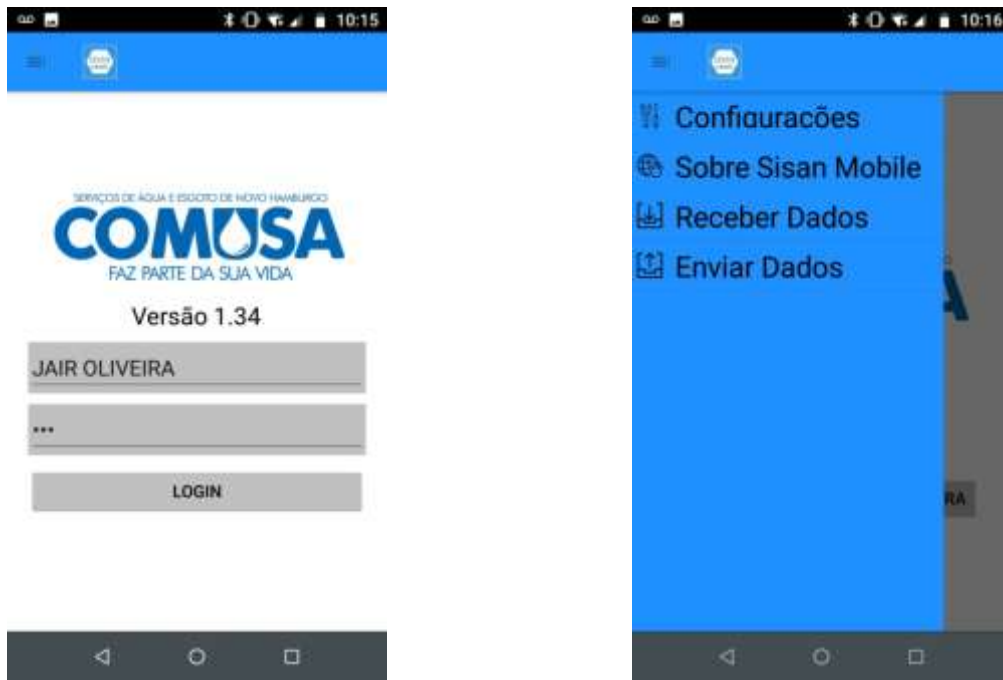 10:15
SERVIÇOS DE ÁGUA E ESGOTO DE NOVO HAMBURGO
COMUSA
FAZ PARTE DA SUA VIDA
Versão 1.34
JAIR OLIVEIRA
•••
LOGIN
10:16
Configurações
Sobre Sisan Mobile
Receber Dados
Enviar Dados
A
RA